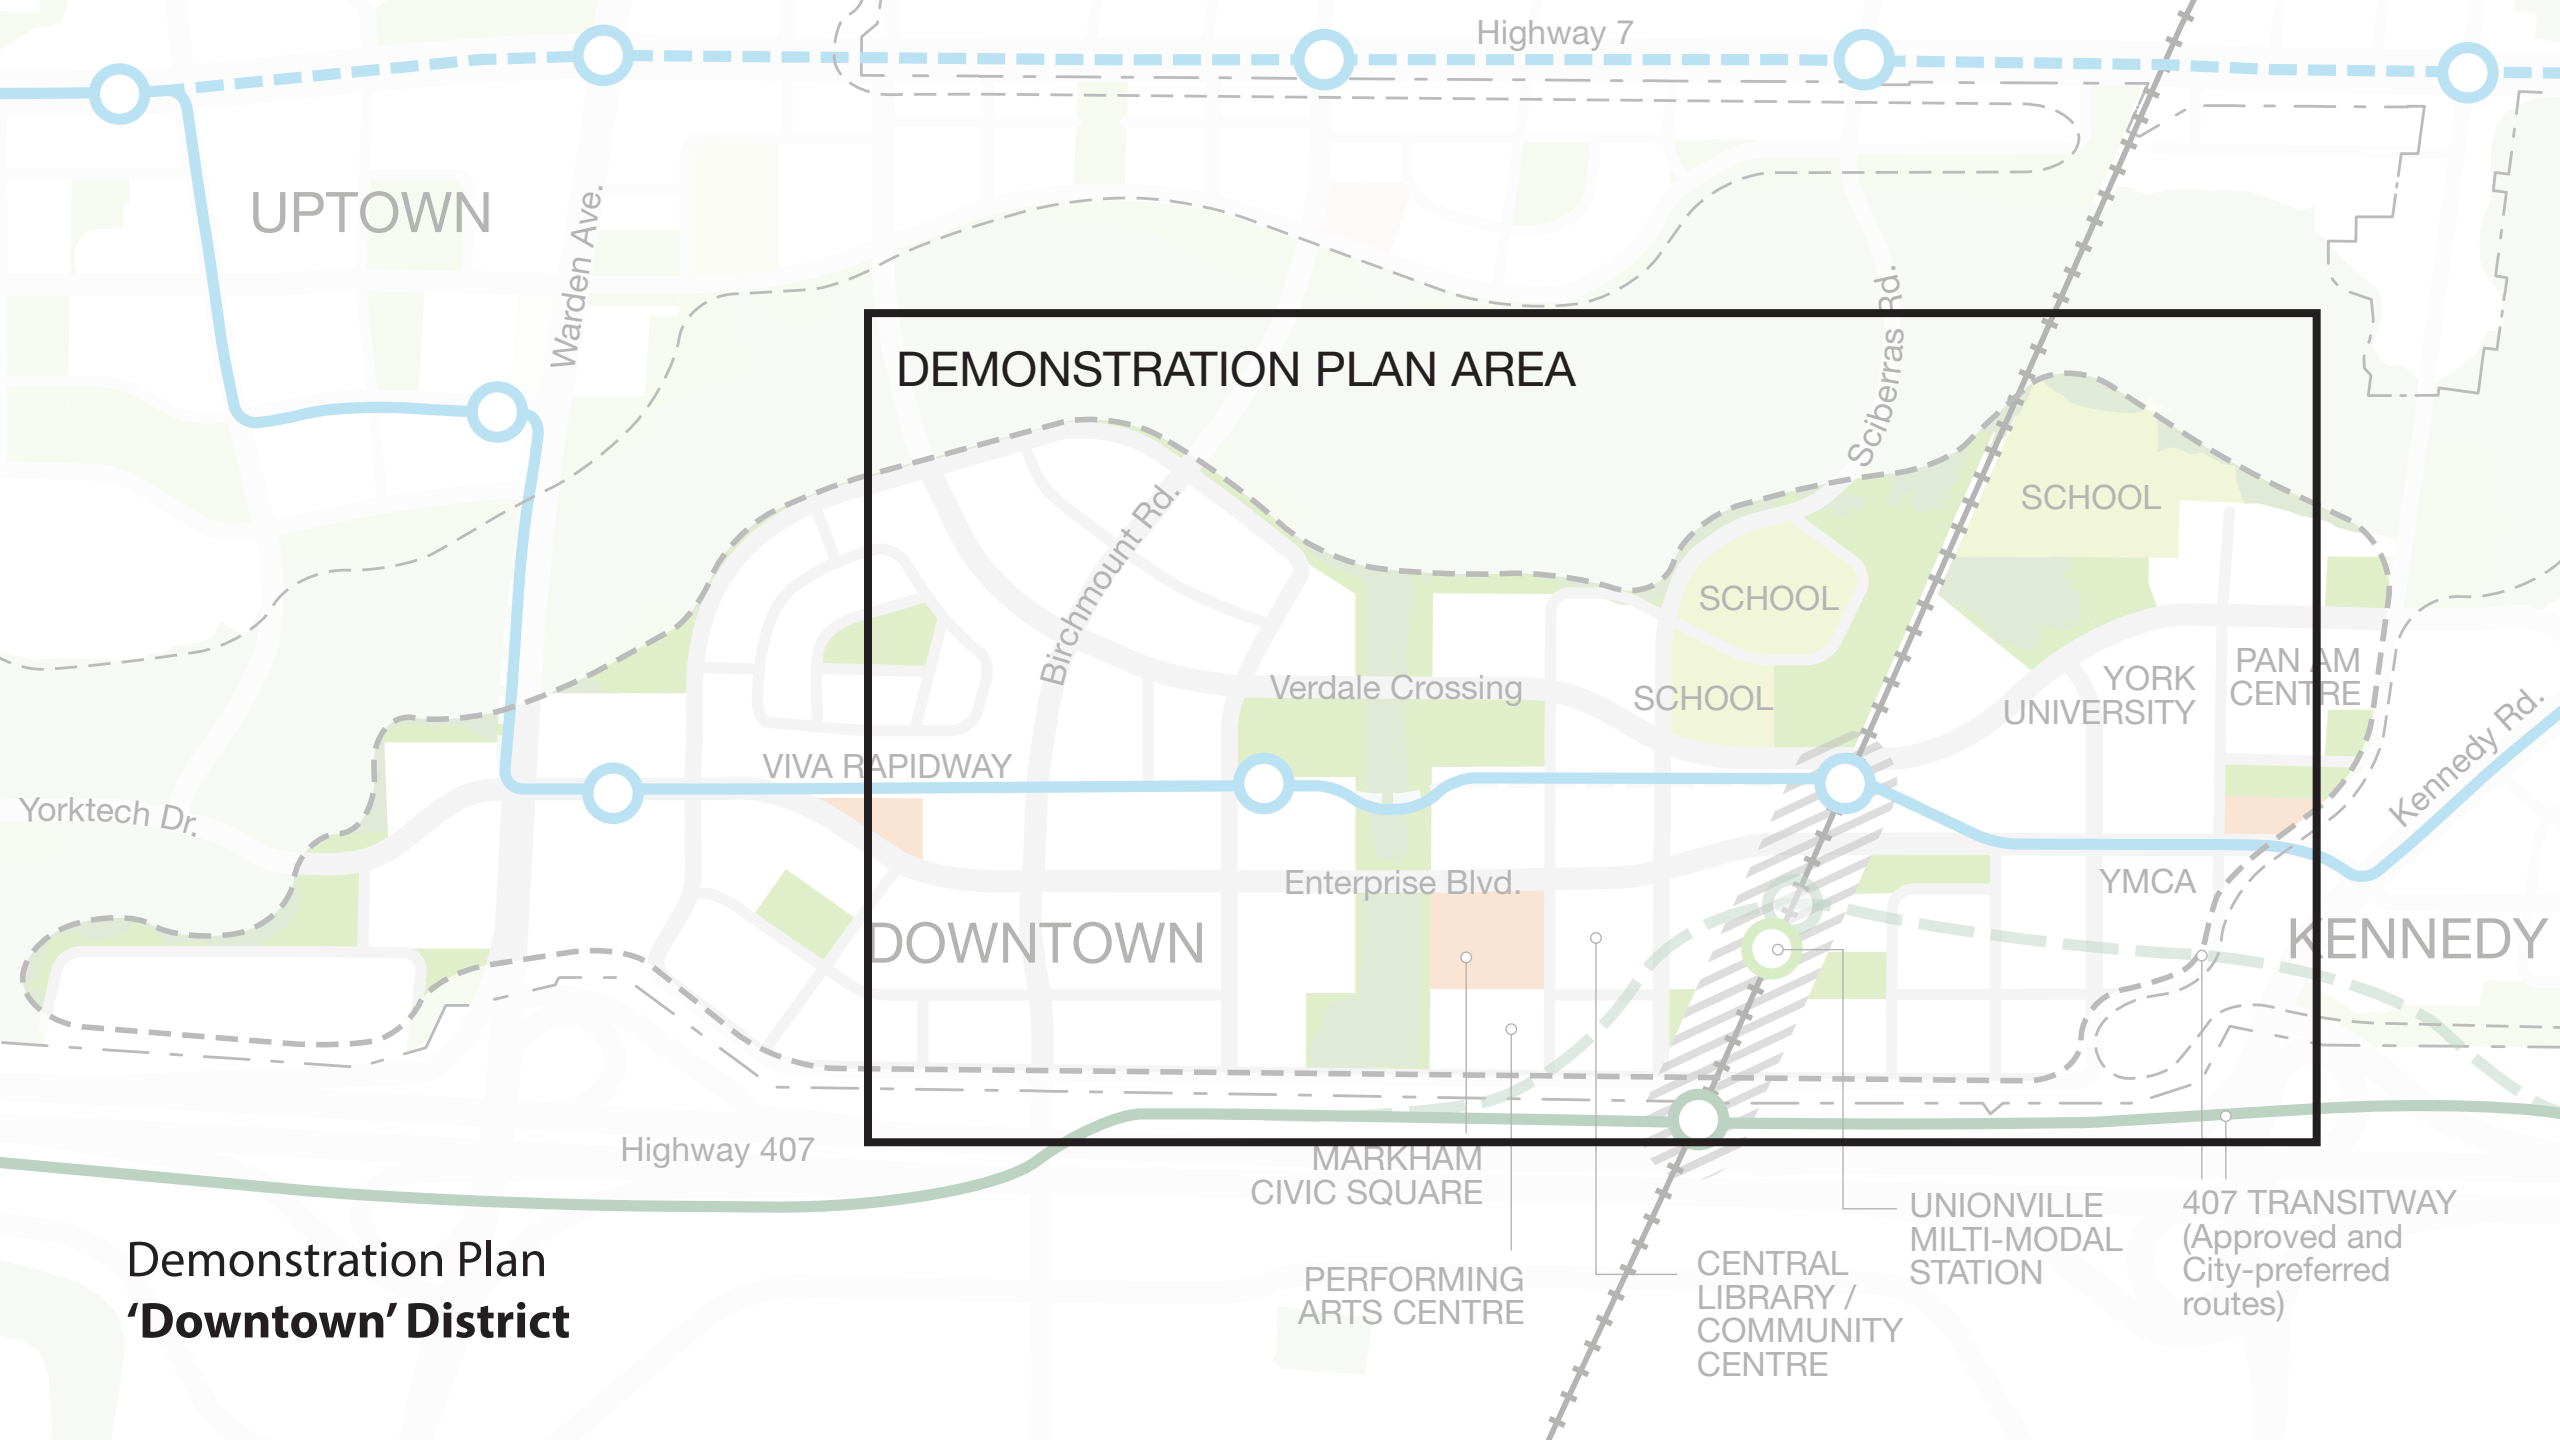 Highway 7
UPTOWN
Warden Ave.
Sciberras Rd.
DEMONSTRATION PLAN AREA
Birchmount Rd.
SCHOOL
SCHOOL
SCHOOL
Verdale Crossing
YORK
UNIVERSITY
PAN AM
CENTRE
Kennedy Rd.
VIVA RAPIDWAY
Yorktech Dr.
Enterprise Blvd.
YMCA
DOWNTOWN
KENNEDY
Highway 407
MARKHAM
CIVIC SQUARE
PERFORMING
ARTS CENTRE
CENTRAL
LIBRARY /
COMMUNITY
CENTRE
UNIONVILLE
MILTI-MODAL
STATION
407 TRANSITWAY
(Approved and
City-preferred
routes)
Demonstration Plan
‘Downtown’ District